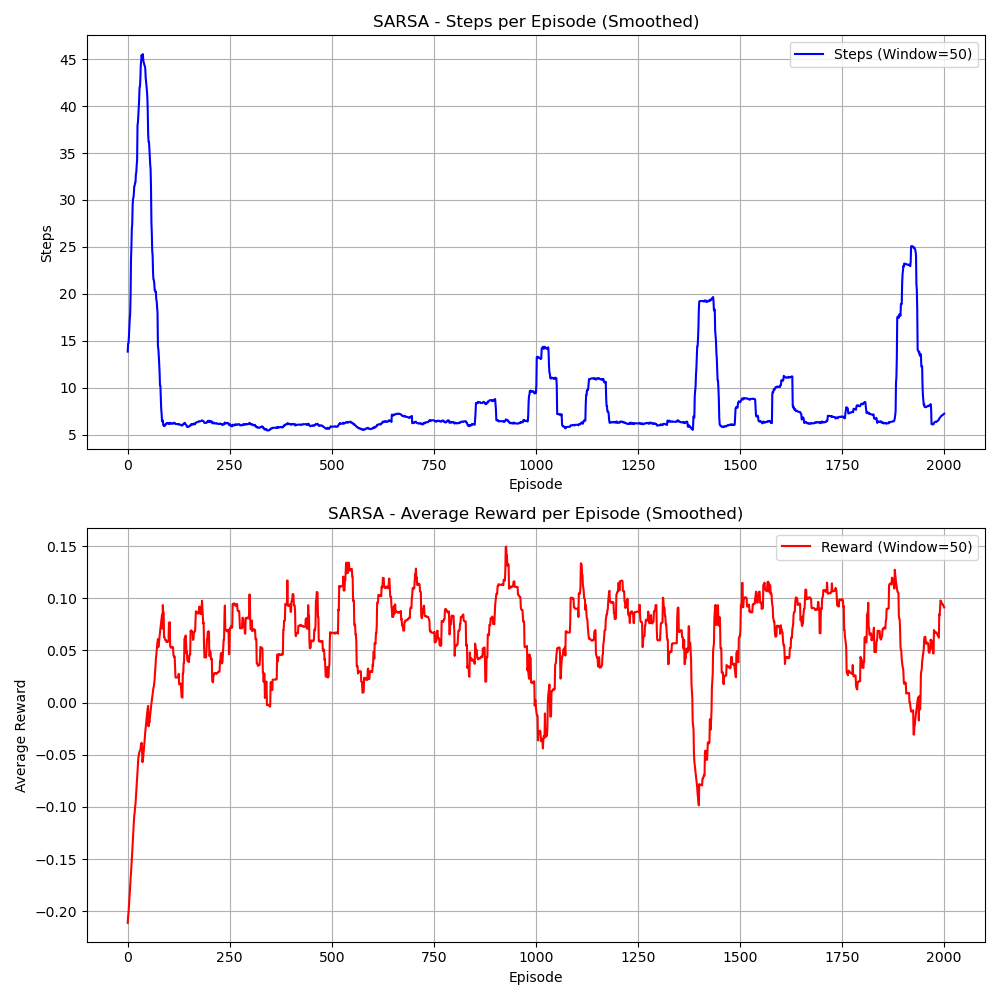 SARSA - Steps per Episode (Smoothed)
Steps (Window=50)
45
40
35
30
25
20
15
10
5
Steps
0 250 500 750 1000 1250 1500 1750 2000
Episode
SARSA - Average Reward per Episode (Smoothed)
Reward (Window=50)
0.15
0.10
0.05
0.00
−0.05
−0.10
−0.15
−0.20
Average Reward
0 250 500 750 1000 1250 1500 1750 2000
Episode